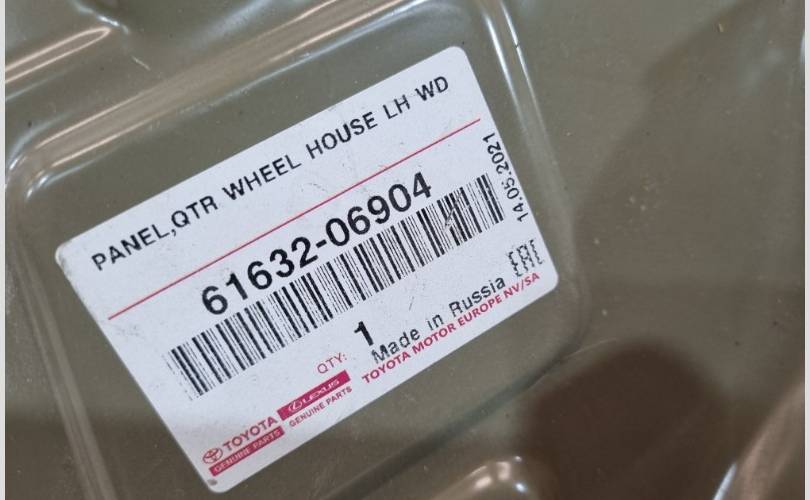 PANEL,QTR WHEEL HOUSE LH WD
61632-06904
14.05.2021
QTY: 1
Made in Russia
EAC
TOYOTA MOTOR EUROPE NV/SA
TOYOTA
GENUINE PARTS
LEXUS
GENUINE PARTS